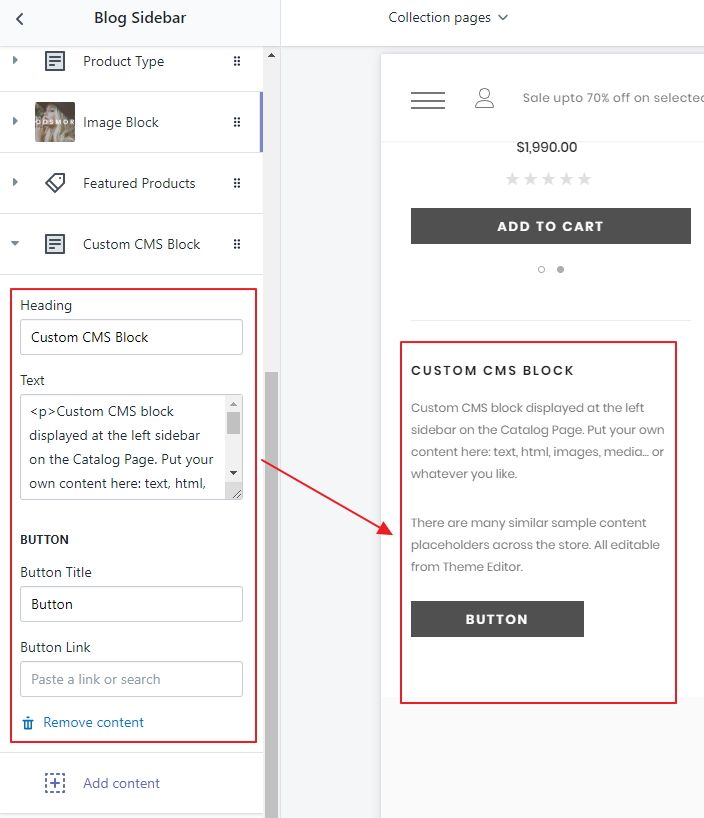 Blog Sidebar
Product Type
Image Block
Featured Products
Custom CMS Block
Heading
Custom CMS Block
Text
<p>Custom CMS block
displayed at the left sidebar
on the Catalog Page. Put your
own content here: text, html,
BUTTON
Button Title
Button
Button Link
Paste a link or search
Remove content
Add content
Collection pages
Sale upto 70% off on selected
$1,990.00
ADD TO CART
CUSTOM CMS BLOCK
Custom CMS block displayed at the left
sidebar on the Catalog Page. Put your own
content here: text, html, images, media... or
whatever you like.
There are many similar sample content
placeholders across the store. All editable
from Theme Editor.
BUTTON